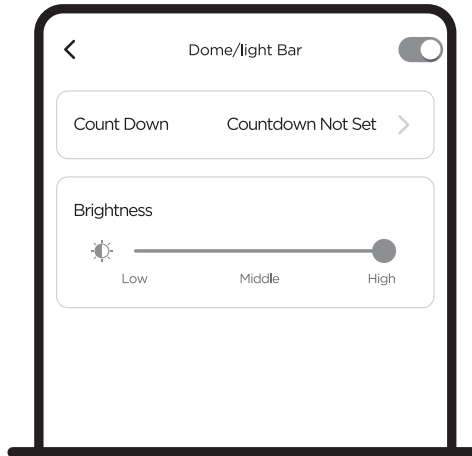 Dome/light Bar
Count Down Countdown Not Set
Brightness
Low Middle High